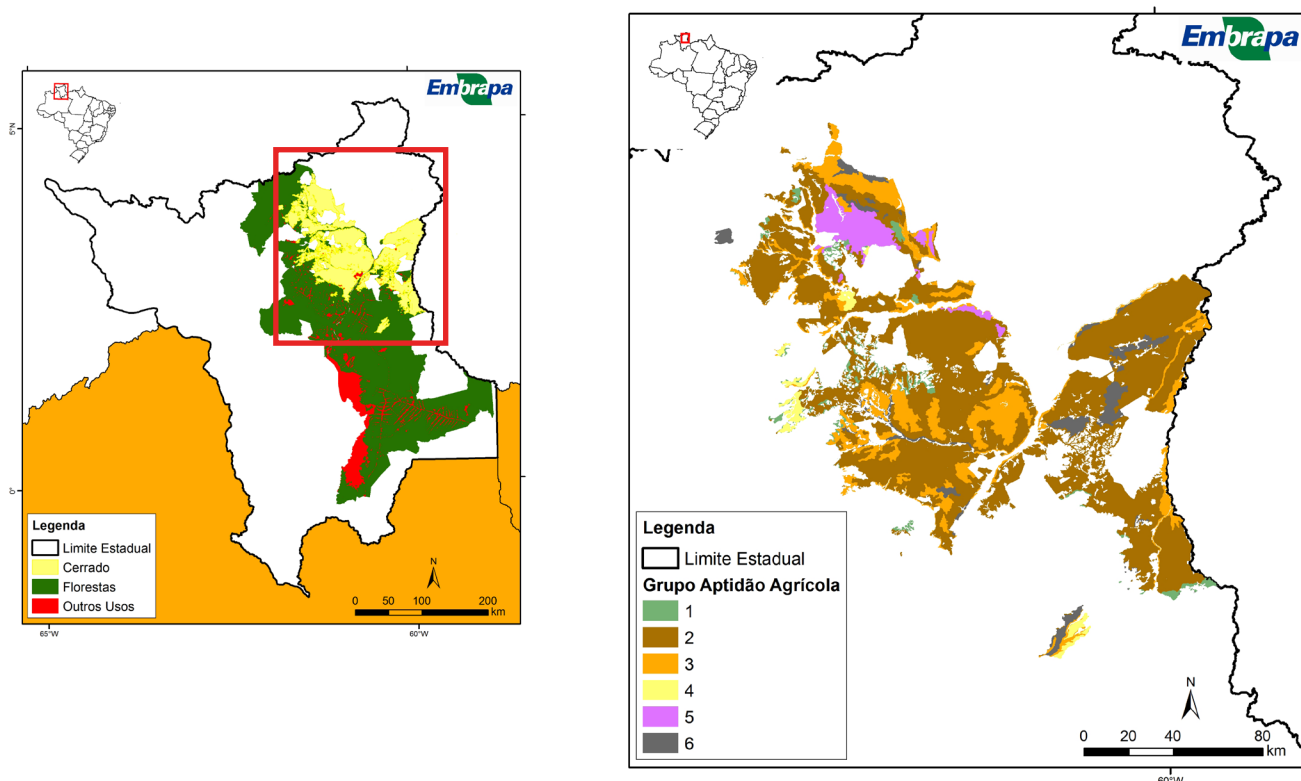 Embrapa
5°N
0°
Legenda
Limite Estadual
Cerrado
Florestas
Outros Usos
N
0 50 100 200
km
65°W
60°W
Embrapa
Legenda
Limite Estadual
Grupo Aptidão Agrícola
1
2
3
4
5
6
N
0 20 40 80
km
60°W